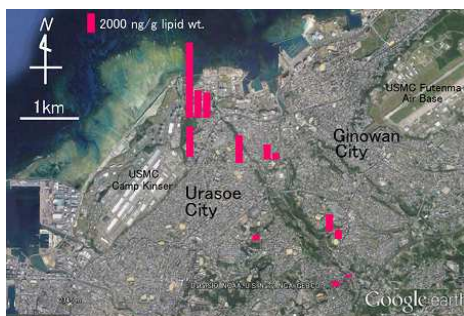 2000 ng/g lipid wt.
N
1km
USMC Futenma
Air Base
Ginowan
City
USMC
Camp Kinser
Urasoe
City
Google earth